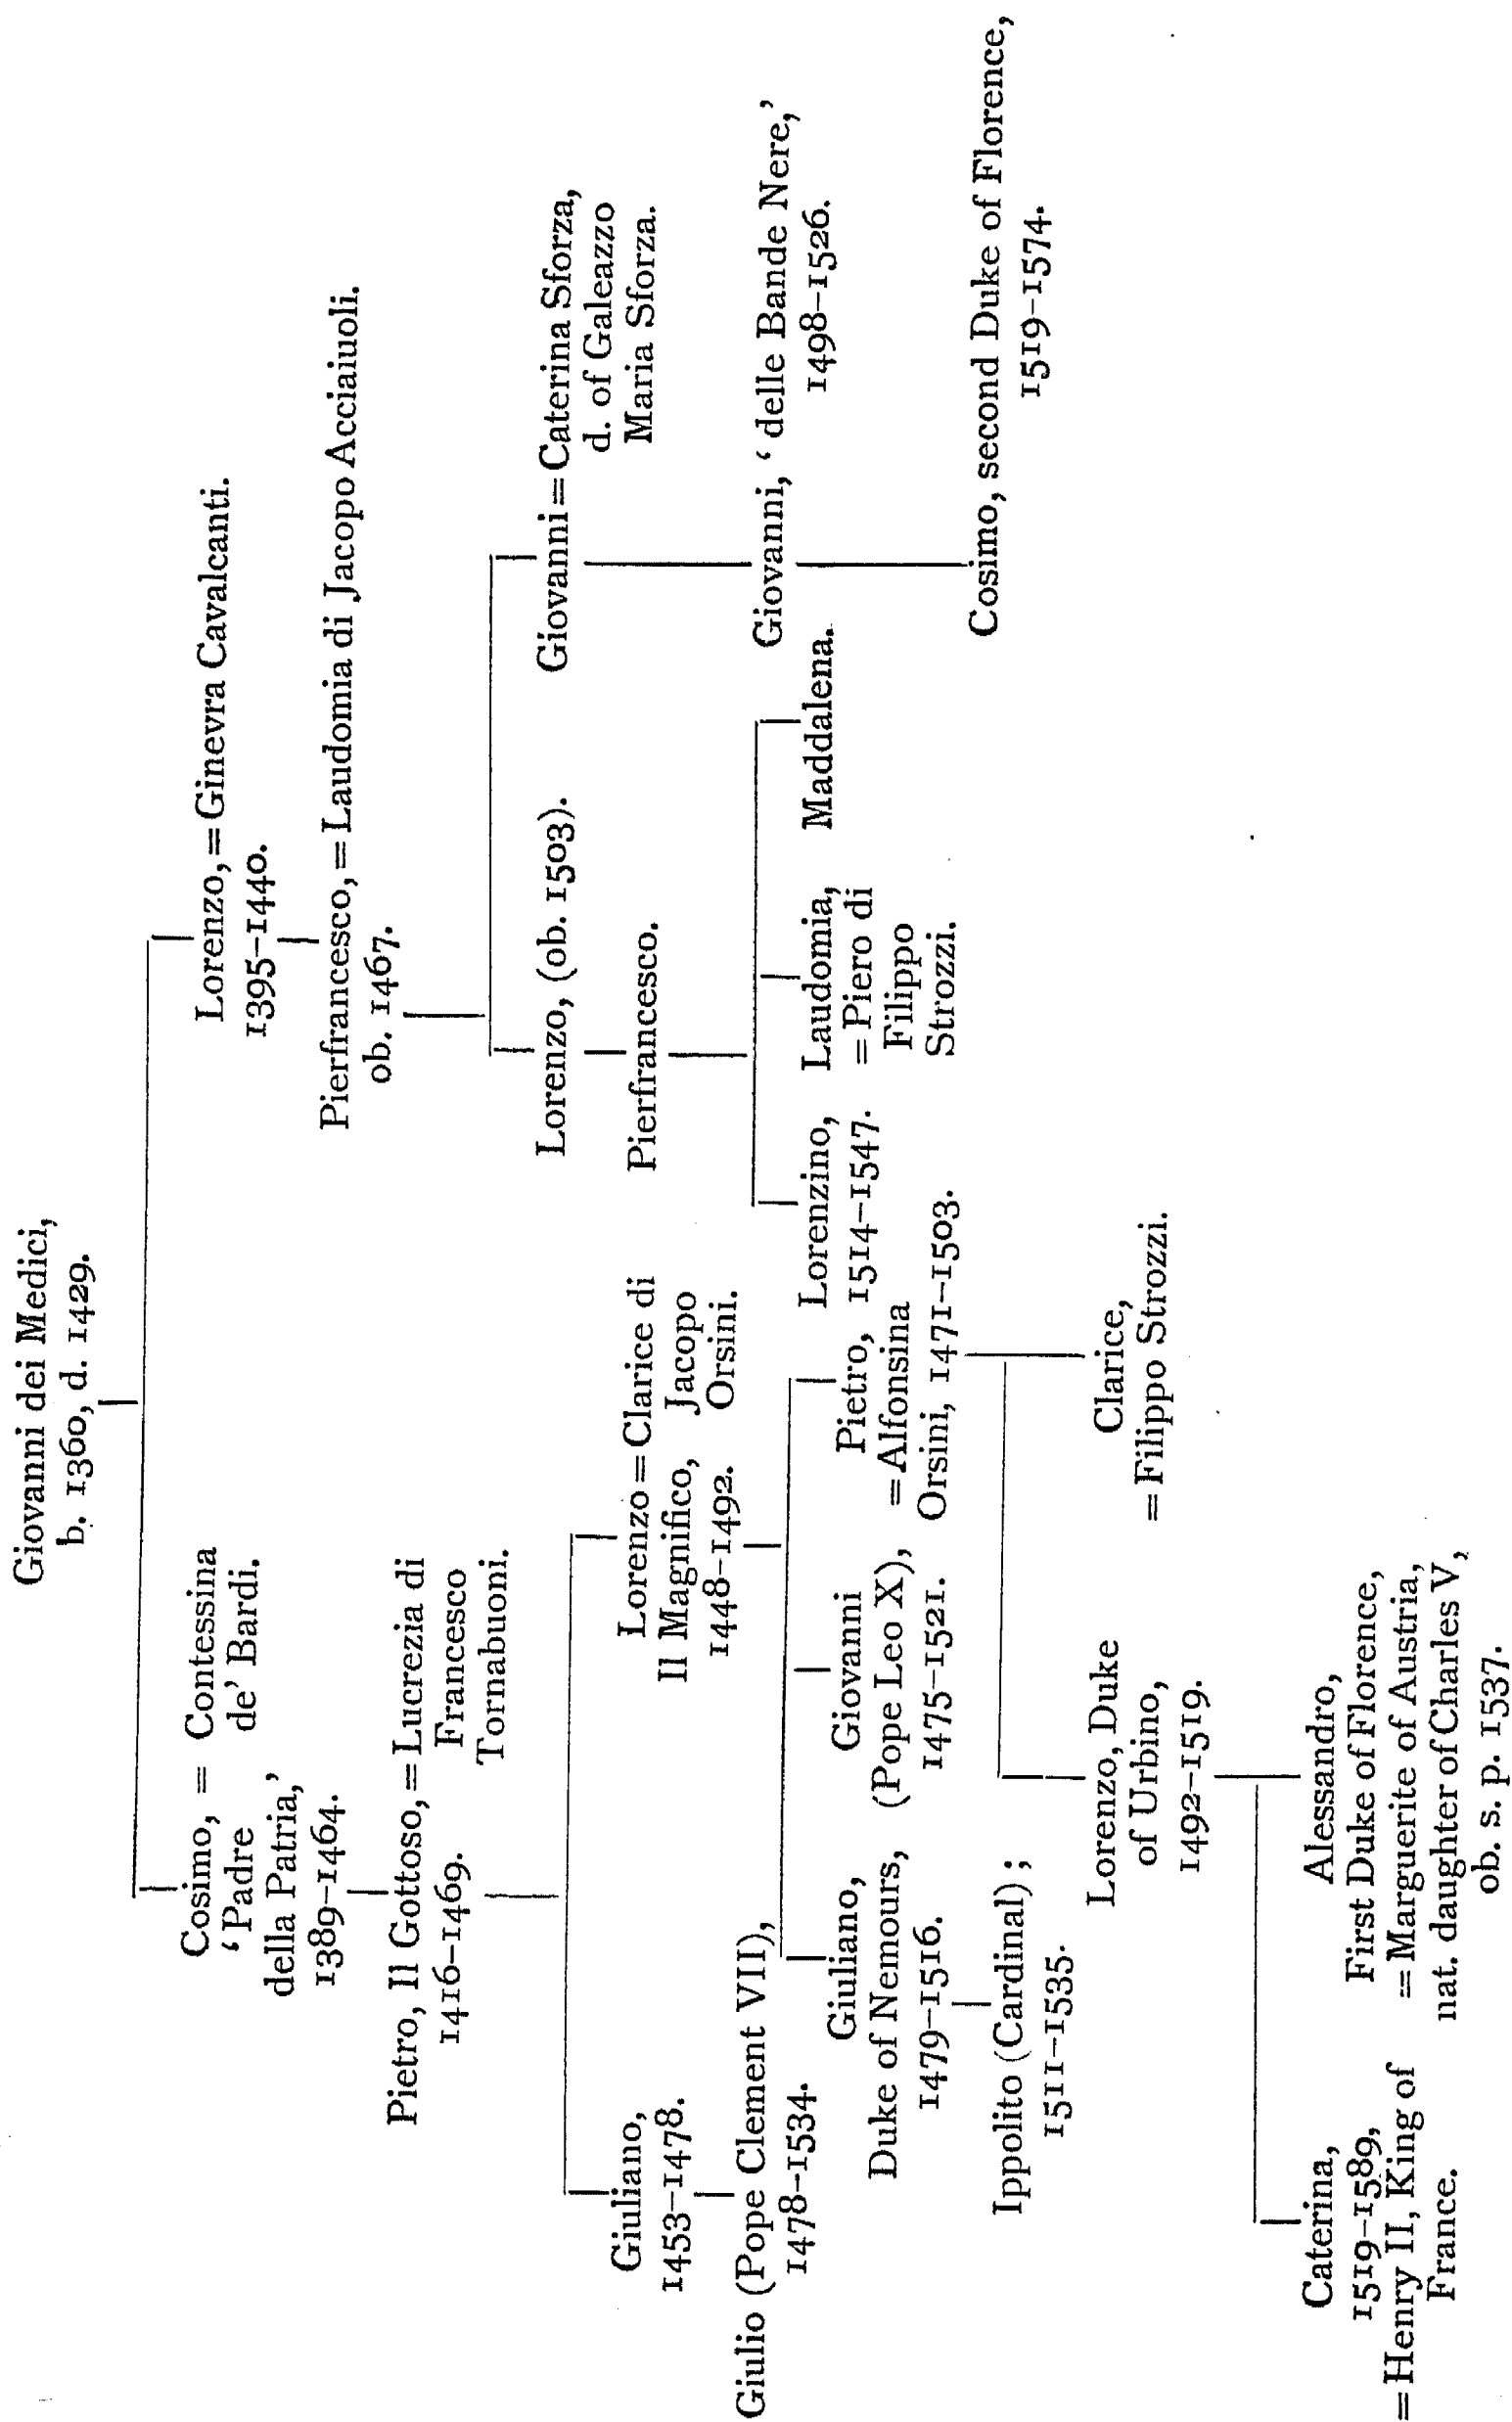 Giovanni dei Medici,
b. 1360, d. 1429.
Cosimo, = Contessina
‘Padre de’ Bardi.
della Patria,’
1389–1464.
Lorenzo,=Ginevra Cavalcanti.
1395–1440.
Pietro, Il Gottoso,=Lucrezia di
1416–1469. Francesco
Tornabuoni.
Pierfrancesco,=Laudomia di Jacopo Acciaiuoli.
ob. 1467.
Giuliano,
1453–1478.
Lorenzo=Clarice di
Il Magnifico, Jacopo
1448–1492. Orsini.
Lorenzo, (ob. 1503).
Giovanni=Caterina Sforza,
d. of Galeazzo
Maria Sforza.
Pierfrancesco.
Giulio (Pope Clement VII),
1478–1534.
Giovanni, ‘delle Bande Nere,’
1498–1526.
Giuliano,
Duke of Nemours,
1479–1516.
Giovanni
(Pope Leo X),
1475–1521.
Pietro,
=Alfonsina
Orsini, 1471–1503.
Lorenzino,
1514–1547.
Laudomia,
=Piero di
Filippo
Strozzi.
Maddalena.
Cosimo, second Duke of Florence,
1519–1574.
Ippolito (Cardinal);
1511–1535.
Lorenzo, Duke
of Urbino,
1492–1519.
Clarice,
=Filippo Strozzi.
Caterina,
1519–1589,
=Henry II, King of
France.
Alessandro,
First Duke of Florence,
=Marguerite of Austria,
nat. daughter of Charles V,
ob. s. p. 1537.